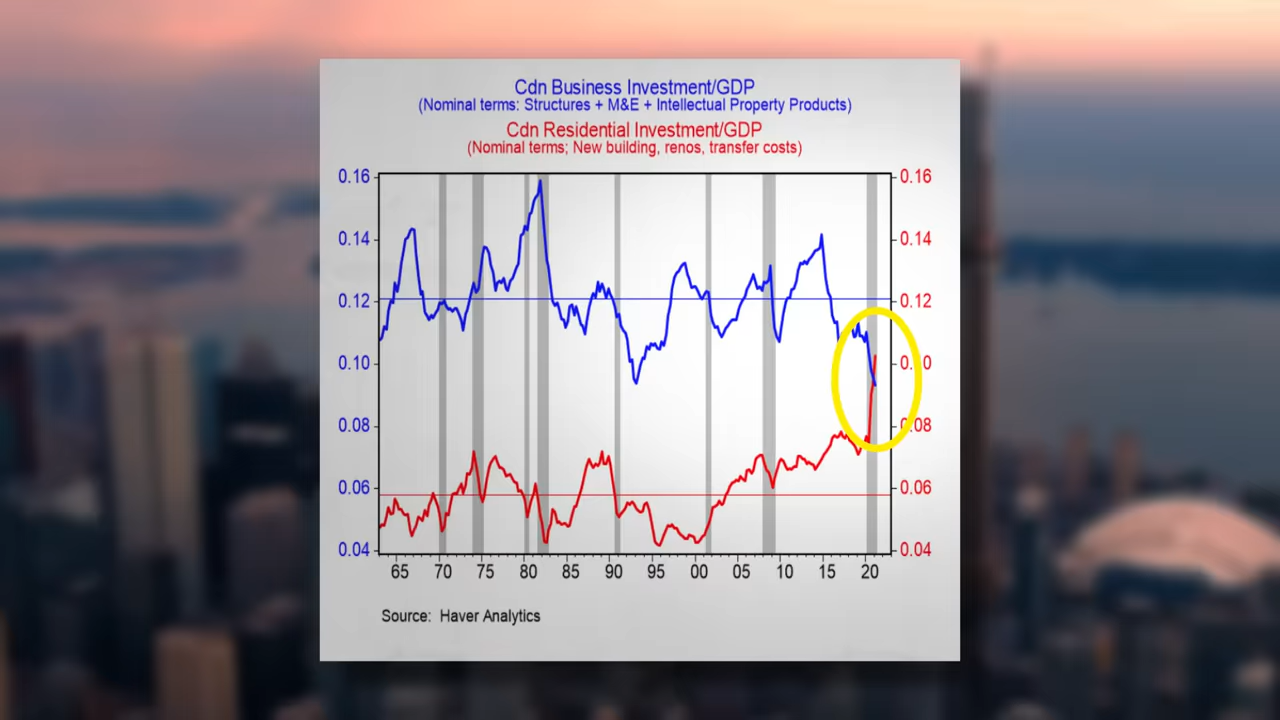 Cdn Business Investment/GDP
(Nominal terms: Structures + M&E + Intellectual Property Products)
Cdn Residential Investment/GDP
(Nominal terms; New building, renos, transfer costs)
0.16
0.16
0.14
0.14
0.12
0.12
0.10
0. 0
0.08
.08
0.06
0.06
0.04
0.04
65 70 75 80 85 90 95 00 05 10 15 20
Source: Haver Analytics